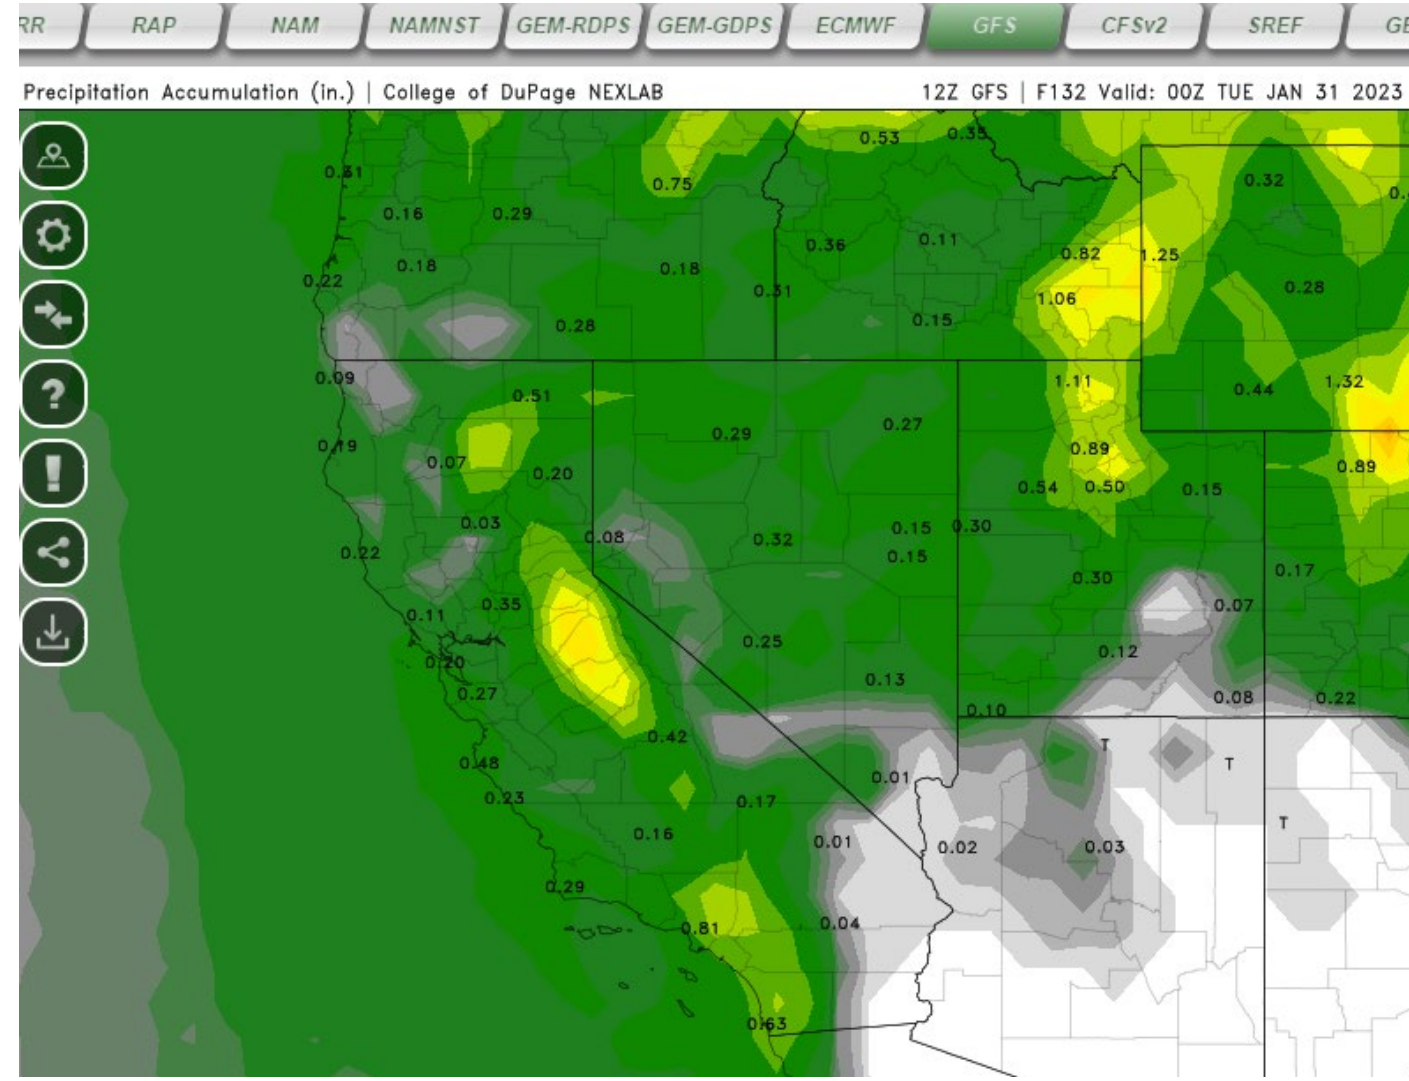 RR RAP NAM NAMNST GEM-RDPS GEM-GDPS ECMWF GFS CFSv2 SREF GE
Precipitation Accumulation (in.) | College of DuPage NEXLAB 12Z GFS | F132 Valid: 00Z TUE JAN 31 2023
0.53 0.35
0.31 0.75 0.32 0.
0.16 0.29
0.36 0.11
0.18 0.18 0.82 1.25
0.22 0.31 1.06 0.28
0.28 0.15
0.09 0.51 1.11 0.44 1.32
0.29 0.27
0.19 0.07 0.89 0.89
0.20 0.54 0.50 0.15
0.03 0.08 0.32 0.15 0.30
0.22 0.15
0.30 0.17
0.11 0.35 0.07
0.20 0.25 0.12
0.27 0.13 0.08 0.22
0.10
0.42 T
0.48 0.01 T
0.23 0.17
0.16 0.01 0.02 0.03 T
0.29
0.81 0.04
0.63